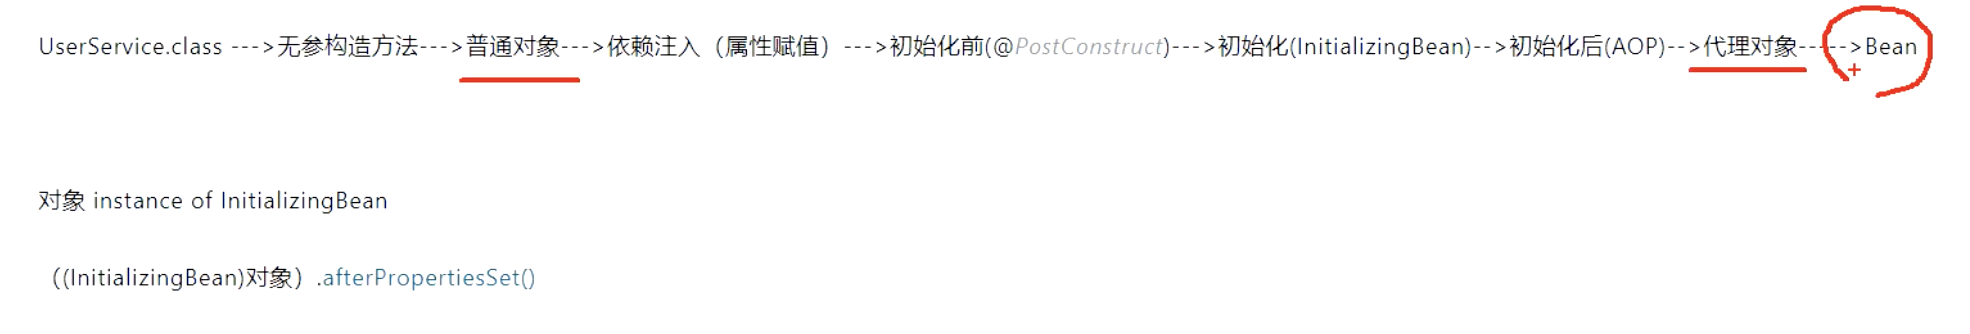 UserService.class --->无参构造方法--->普通对象--->依赖注入（属性赋值）--->初始化前(@PostConstruct)--->初始化(InitializingBean)-->初始化后(AOP)-->代理对象----->Bean
对象 instance of InitializingBean
（(InitializingBean)对象）.afterPropertiesSet()